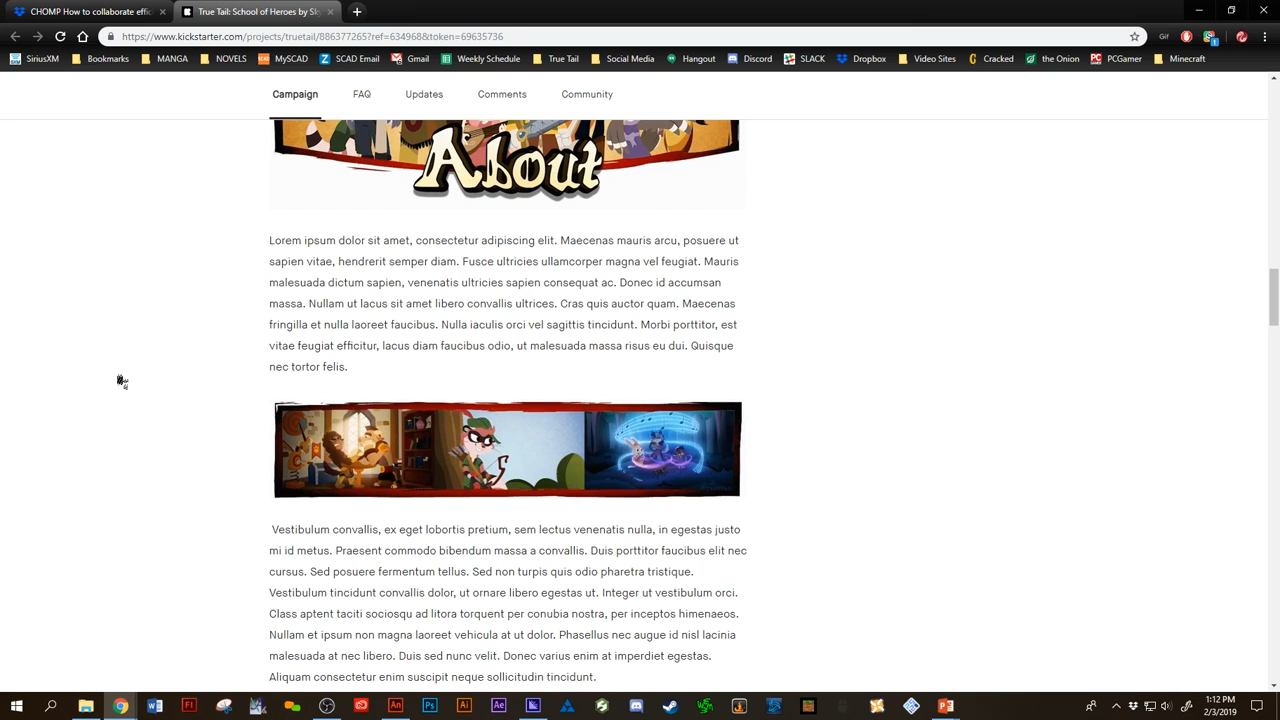 CHOMP How to collaborate effic
True Tail: School of Heroes by Sky
https://www.kickstarter.com/projects/truetail/886377265?ref=634968&token=69635736
Gif
SiriusXM Bookmarks MANGA NOVELS MySCAD SCAD Email Gmail Weekly Schedule True Tail Social Media Hangout Discord SLACK Dropbox Video Sites Cracked the Onion PCGamer Minecraft
Campaign FAQ Updates Comments Community
About
Lorem ipsum dolor sit amet, consectetur adipiscing elit. Maecenas mauris arcu, posuere ut
sapien vitae, hendrerit semper diam. Fusce ultricies ullamcorper magna vel feugiat. Mauris
malesuada dictum sapien, venenatis ultricies sapien consequat ac. Donec id accumsan
massa. Nullam ut lacus sit amet libero convallis ultrices. Cras quis auctor quam. Maecenas
fringilla et nulla laoreet faucibus. Nulla iaculis orci vel sagittis tincidunt. Morbi porttitor, est
vitae feugiat efficitur, lacus diam faucibus odio, ut malesuada massa risus eu dui. Quisque
nec tortor felis.
Vestibulum convallis, ex eget lobortis pretium, sem lectus venenatis nulla, in egestas justo
mi id metus. Praesent commodo bibendum massa a convallis. Duis porttitor faucibus elit nec
cursus. Sed posuere fermentum tellus. Sed non turpis quis odio pharetra tristique.
Vestibulum tincidunt convallis dolor, ut ornare libero egestas ut. Integer ut vestibulum orci.
Class aptent taciti sociosqu ad litora torquent per conubia nostra, per inceptos himenaeos.
Nullam et ipsum non magna laoreet vehicula at ut dolor. Phasellus nec augue id nisl lacinia
malesuada at nec libero. Duis sed nunc velit. Donec varius enim at imperdiet egestas.
Aliquam consectetur enim suscipit neque sollicitudin tincidunt.
1:12 PM
2/3/2019